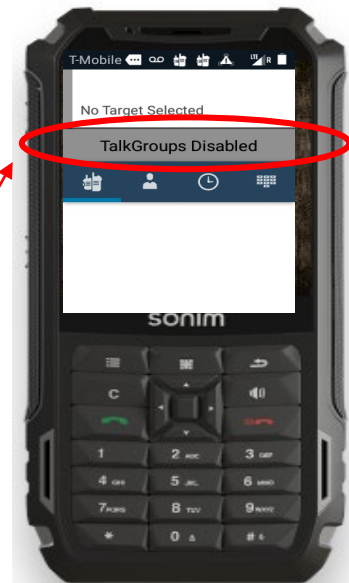 T-Mobile LTE R
No Target Selected
TalkGroups Disabled
sonim
C
1 2 ABC 3 DEF
4 GHI 5 JKL 6 MNO
7 PQRS 8 TUV 9 WXYZ
* 0 #